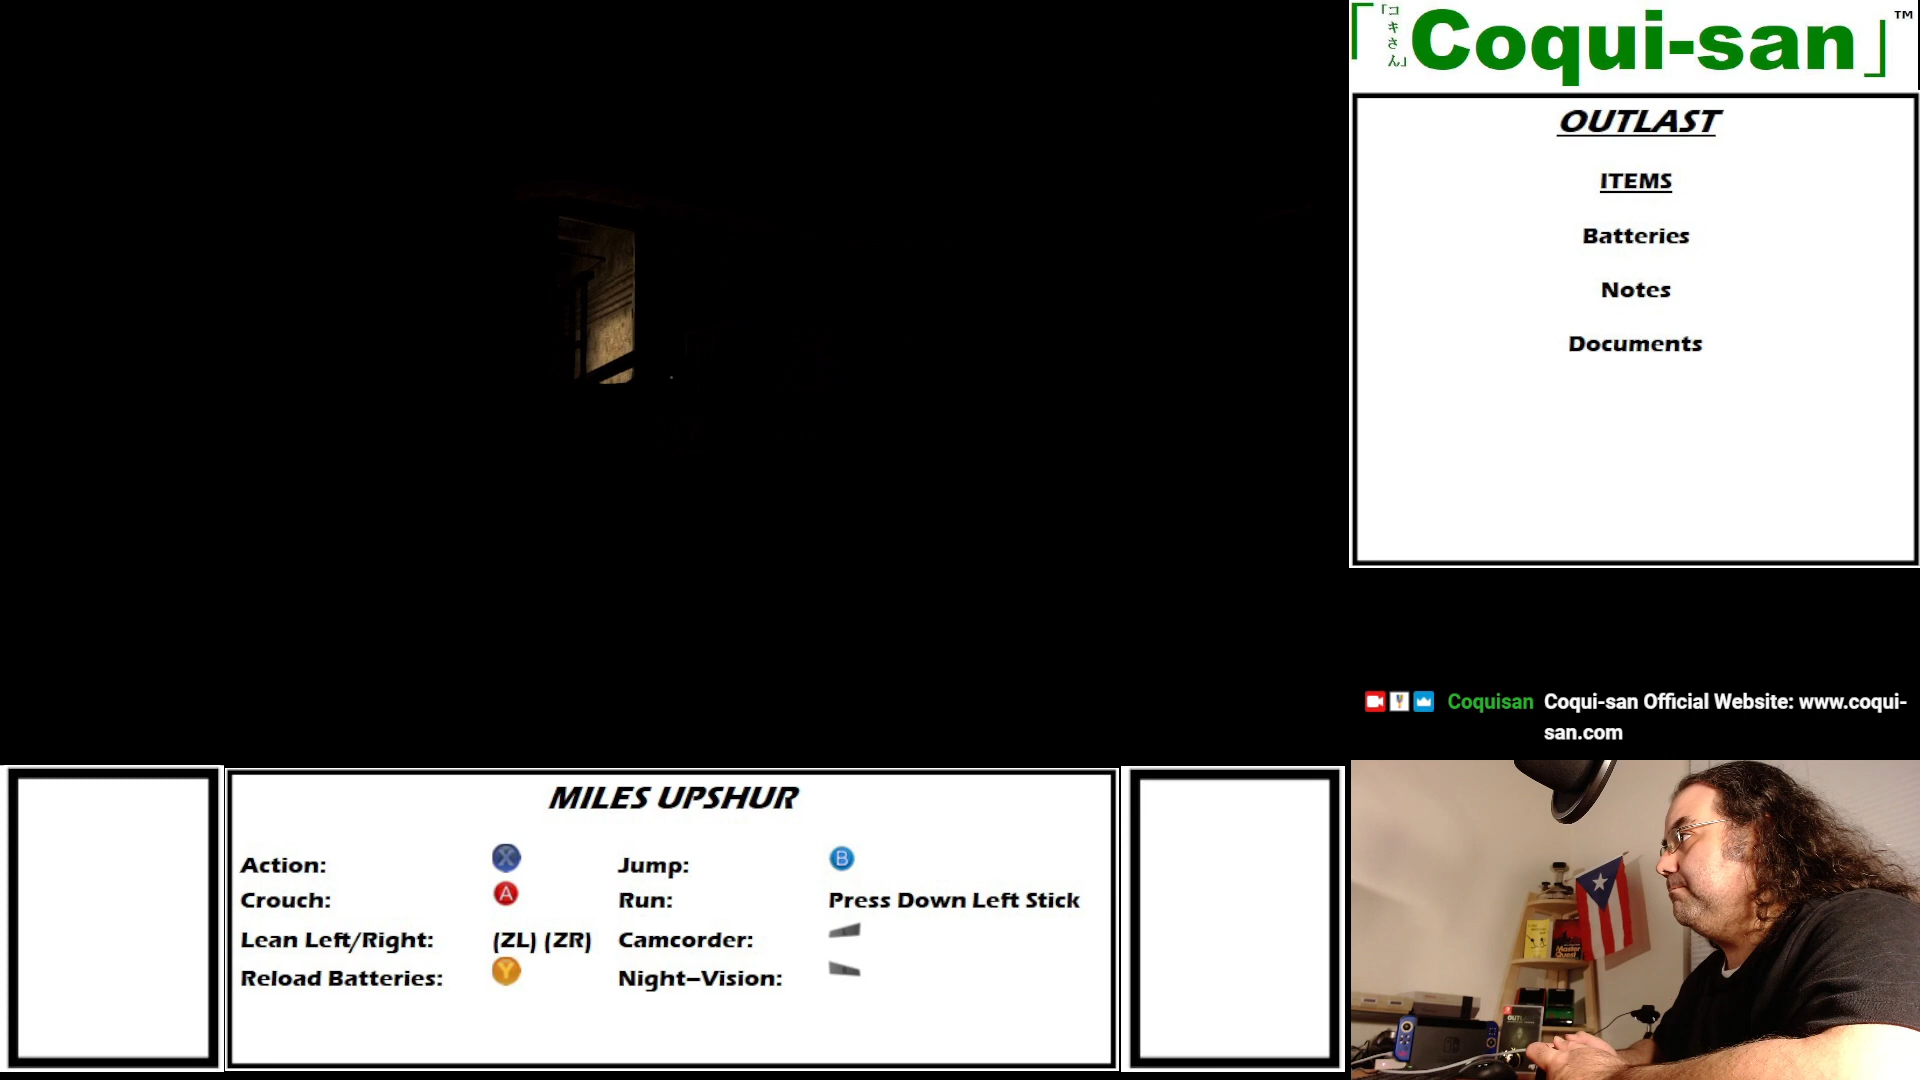 「コキさん」
「Coqui-san」™
OUTLAST
ITEMS
Batteries
Notes
Documents
Coquisan Coqui-san Official Website: www.coqui-
san.com
MILES UPSHUR
Action: X Jump: B
Crouch: A Run: Press Down Left Stick
Lean Left/Right: (ZL) (ZR) Camcorder:
Reload Batteries: Y Night-Vision:
Master
Quest